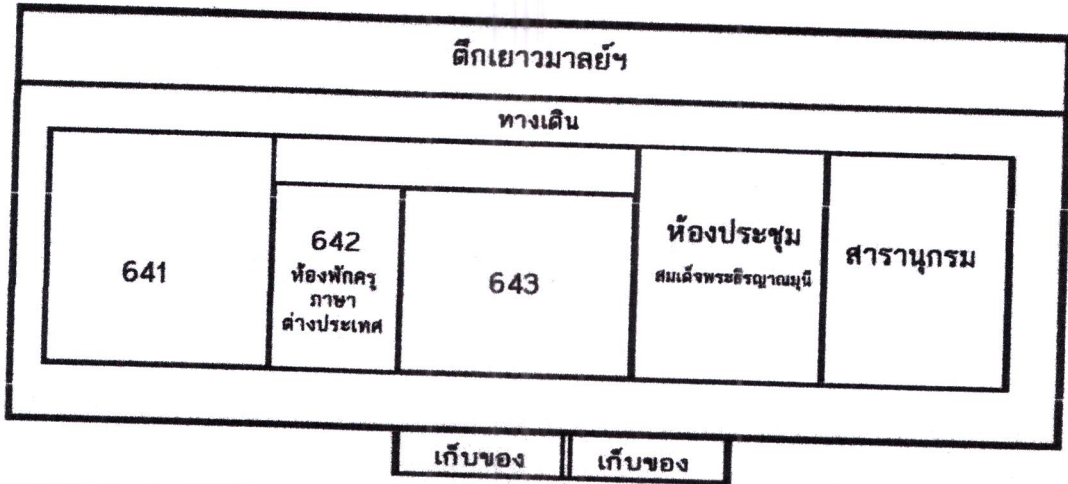 ตึกเยาวมาลย์ฯ
ทางเดิน
641
642
ห้องพักครู
ภาษา
ต่างประเทศ
643
ห้องประชุม
สมเด็จพระธีรญาณมุนี
สารานุกรม
เก็บของ
เก็บของ